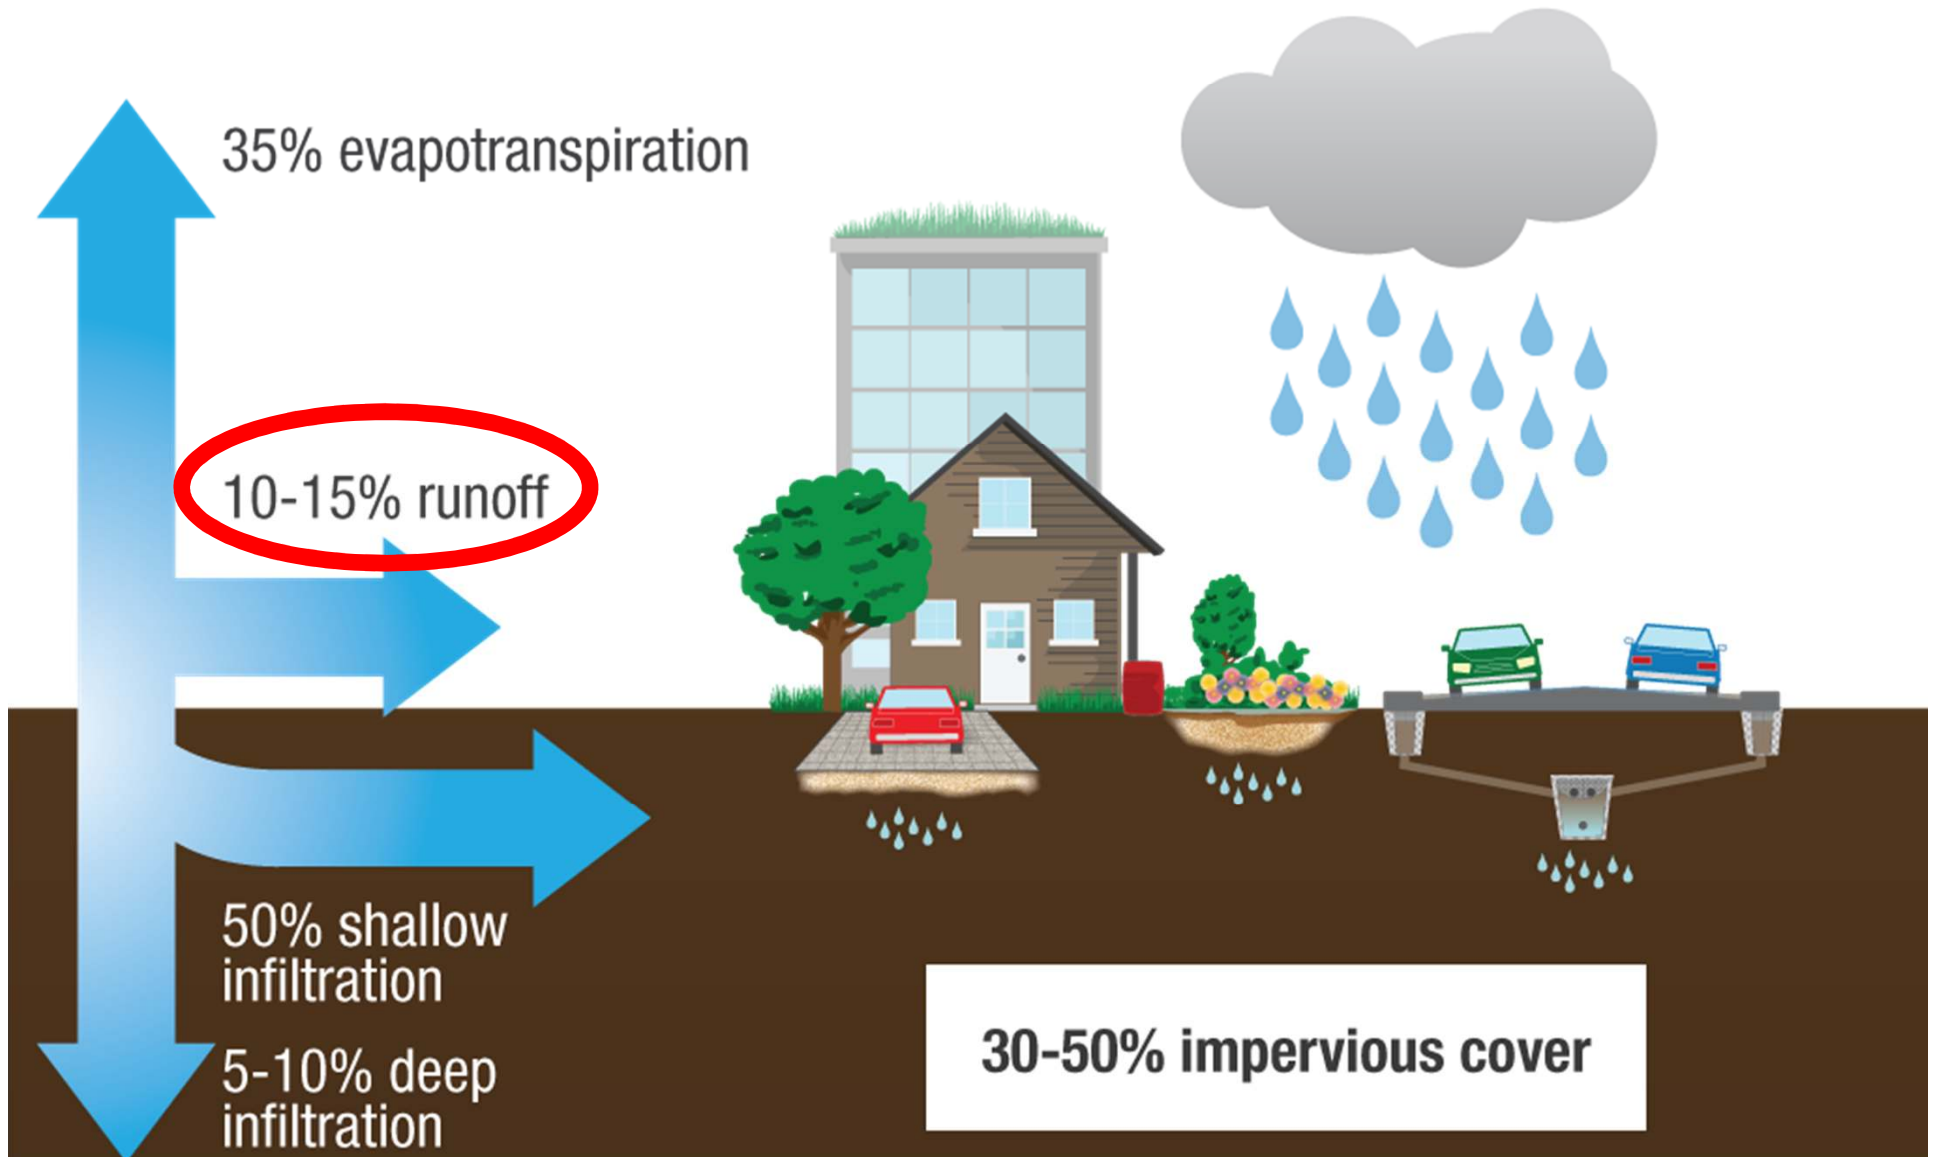 35% evapotranspiration
10-15% runoff
50% shallow
infiltration
5-10% deep
infiltration
30-50% impervious cover